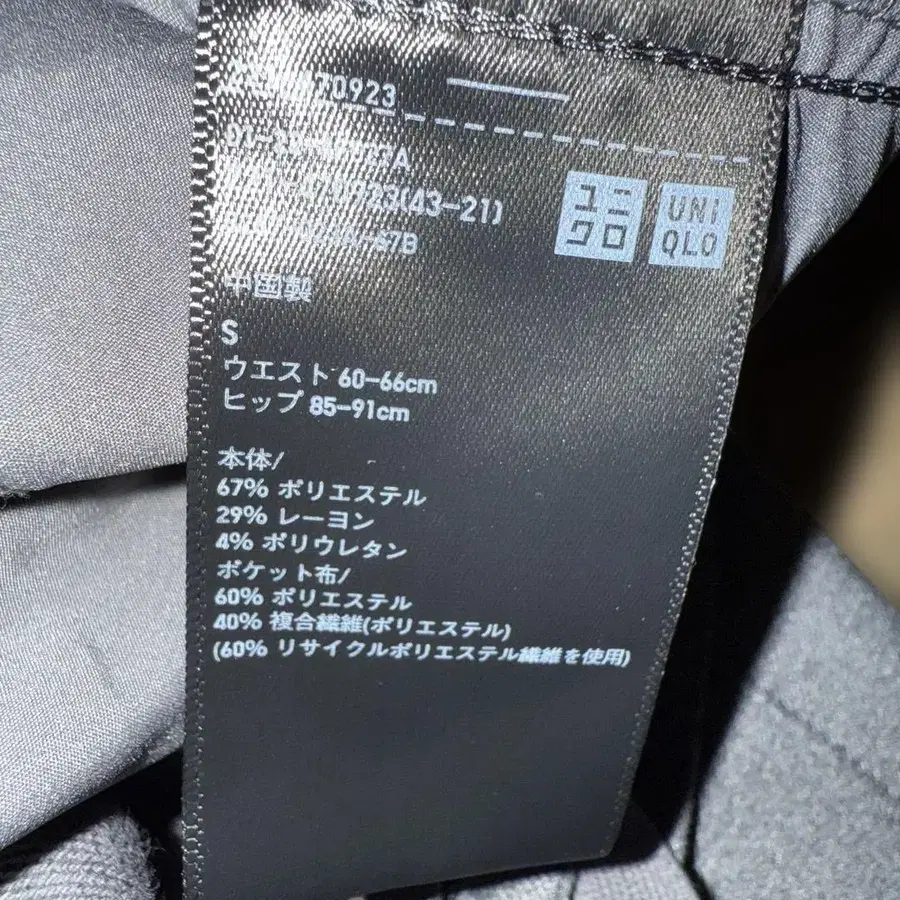 70923
470923(43-21)
67B
ユニ
クロ
UNI
QLO
中国製
S
ウエスト 60-66cm
ヒップ 85-91cm
本体/
67% ポリエステル
29% レーヨン
4% ポリウレタン
ポケット布/
60% ポリエステル
40% 複合繊維(ポリエステル)
(60% リサイクルポリエステル繊維を使用)